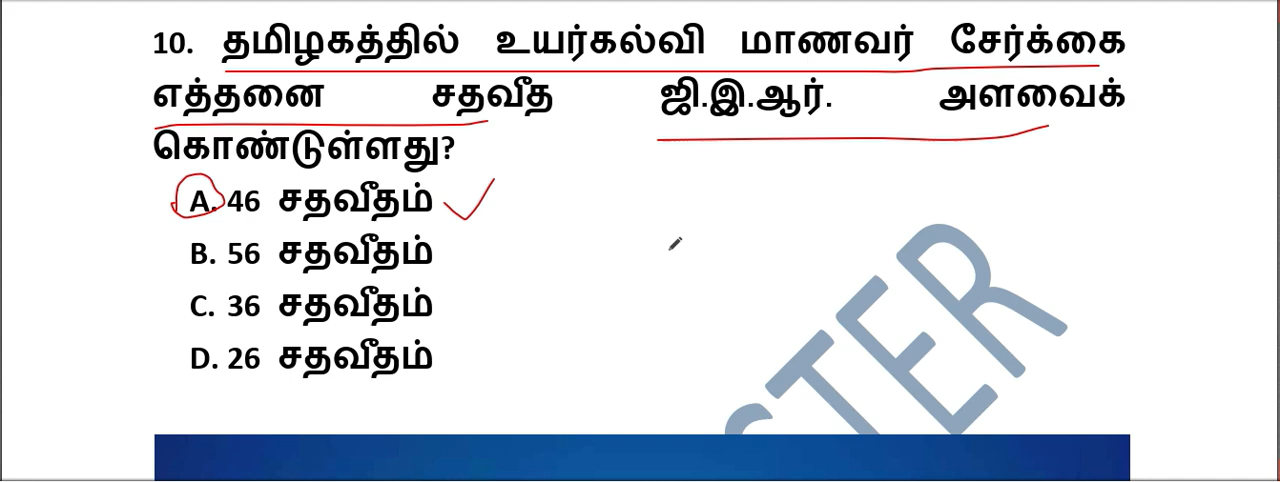 10. தமிழகத்தில் உயர்கல்வி மாணவர் சேர்க்கை
எத்தனை சதவீத ஜி.இ.ஆர். அளவைக்
கொண்டுள்ளது?
A. 46 சதவீதம்
B. 56 சதவீதம்
C. 36 சதவீதம்
D. 26 சதவீதம்
STER